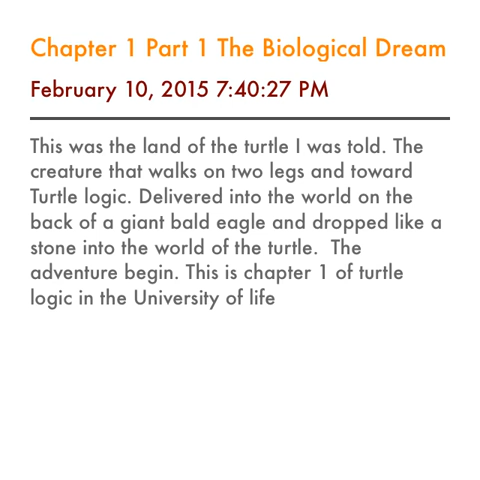 Chapter 1 Part 1 The Biological Dream
February 10, 2015 7:40:27 PM
This was the land of the turtle I was told. The
creature that walks on two legs and toward
Turtle logic. Delivered into the world on the
back of a giant bald eagle and dropped like a
stone into the world of the turtle.  The
adventure begin. This is chapter 1 of turtle
logic in the University of life